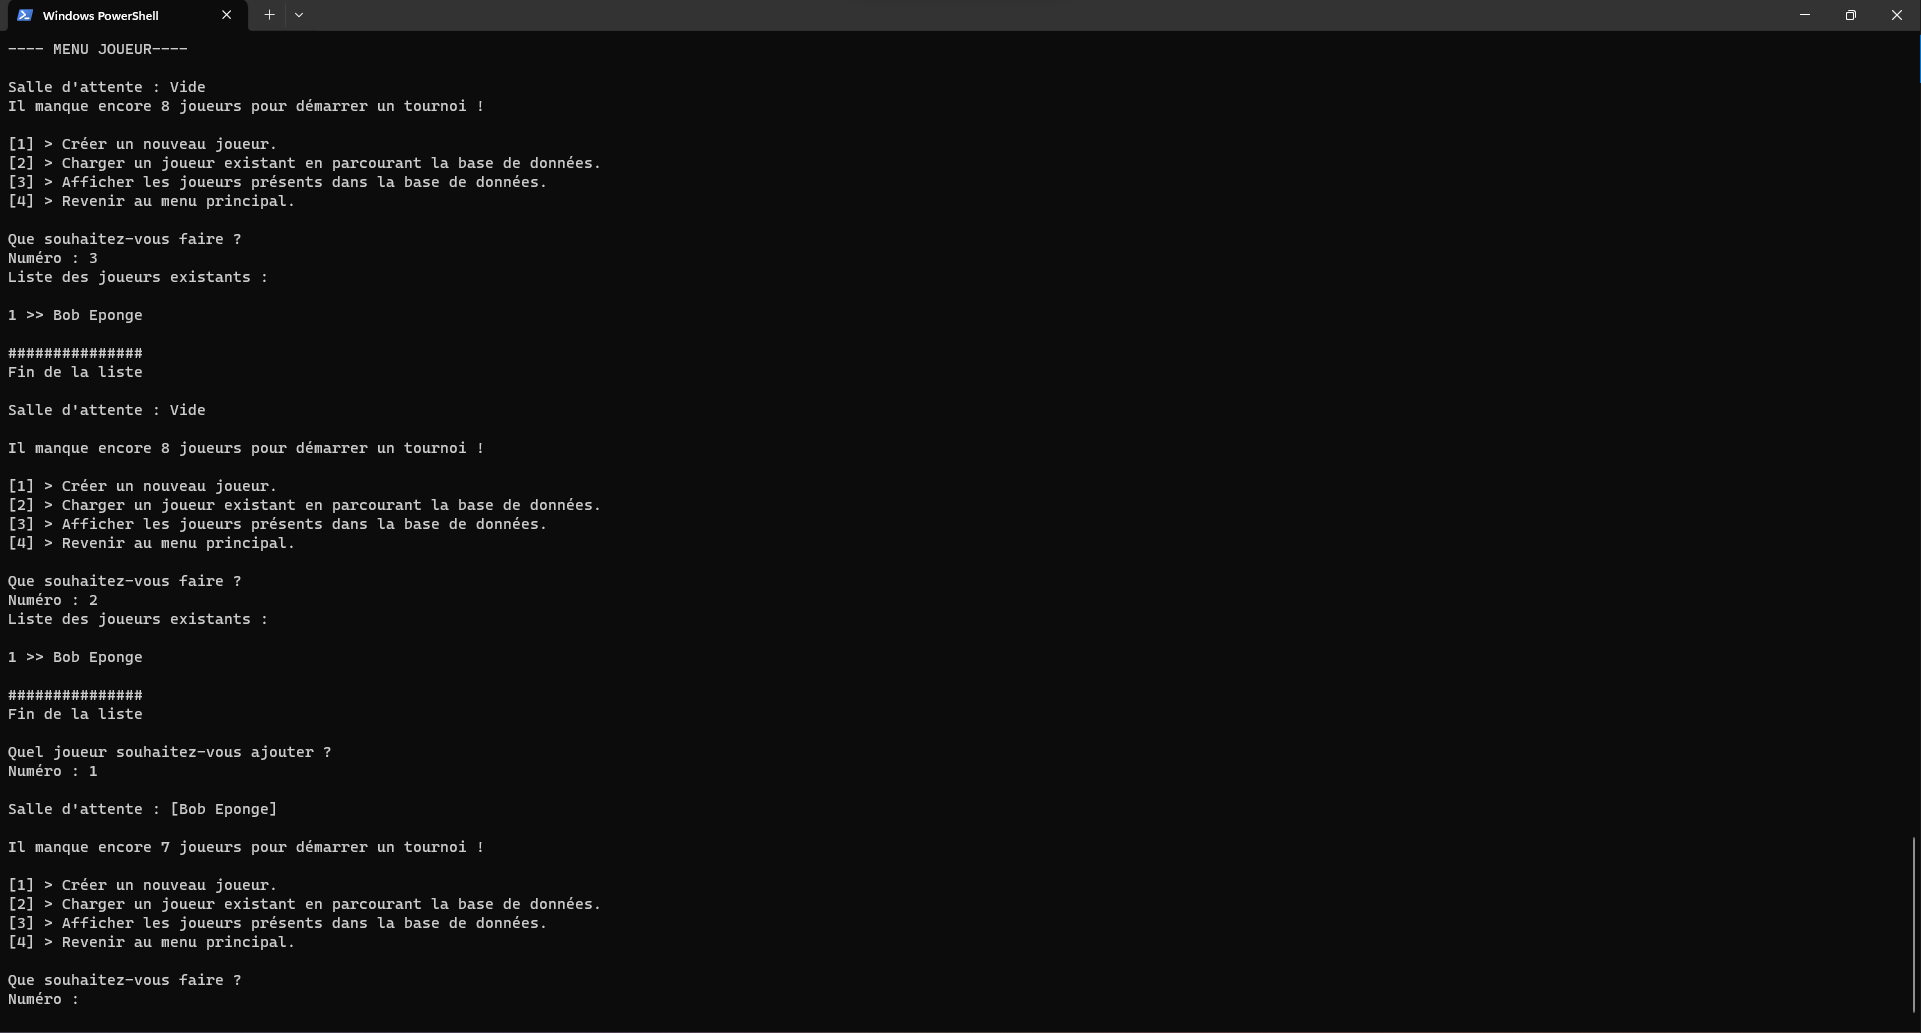 Windows PowerShell
---- MENU JOUEUR----
Salle d'attente : Vide
Il manque encore 8 joueurs pour démarrer un tournoi !
[1] > Créer un nouveau joueur.
[2] > Charger un joueur existant en parcourant la base de données.
[3] > Afficher les joueurs présents dans la base de données.
[4] > Revenir au menu principal.
Que souhaitez-vous faire ?
Numéro : 3
Liste des joueurs existants :
1 >> Bob Eponge
###############
Fin de la liste
Salle d'attente : Vide
Il manque encore 8 joueurs pour démarrer un tournoi !
[1] > Créer un nouveau joueur.
[2] > Charger un joueur existant en parcourant la base de données.
[3] > Afficher les joueurs présents dans la base de données.
[4] > Revenir au menu principal.
Que souhaitez-vous faire ?
Numéro : 2
Liste des joueurs existants :
1 >> Bob Eponge
###############
Fin de la liste
Quel joueur souhaitez-vous ajouter ?
Numéro : 1
Salle d'attente : [Bob Eponge]
Il manque encore 7 joueurs pour démarrer un tournoi !
[1] > Créer un nouveau joueur.
[2] > Charger un joueur existant en parcourant la base de données.
[3] > Afficher les joueurs présents dans la base de données.
[4] > Revenir au menu principal.
Que souhaitez-vous faire ?
Numéro :